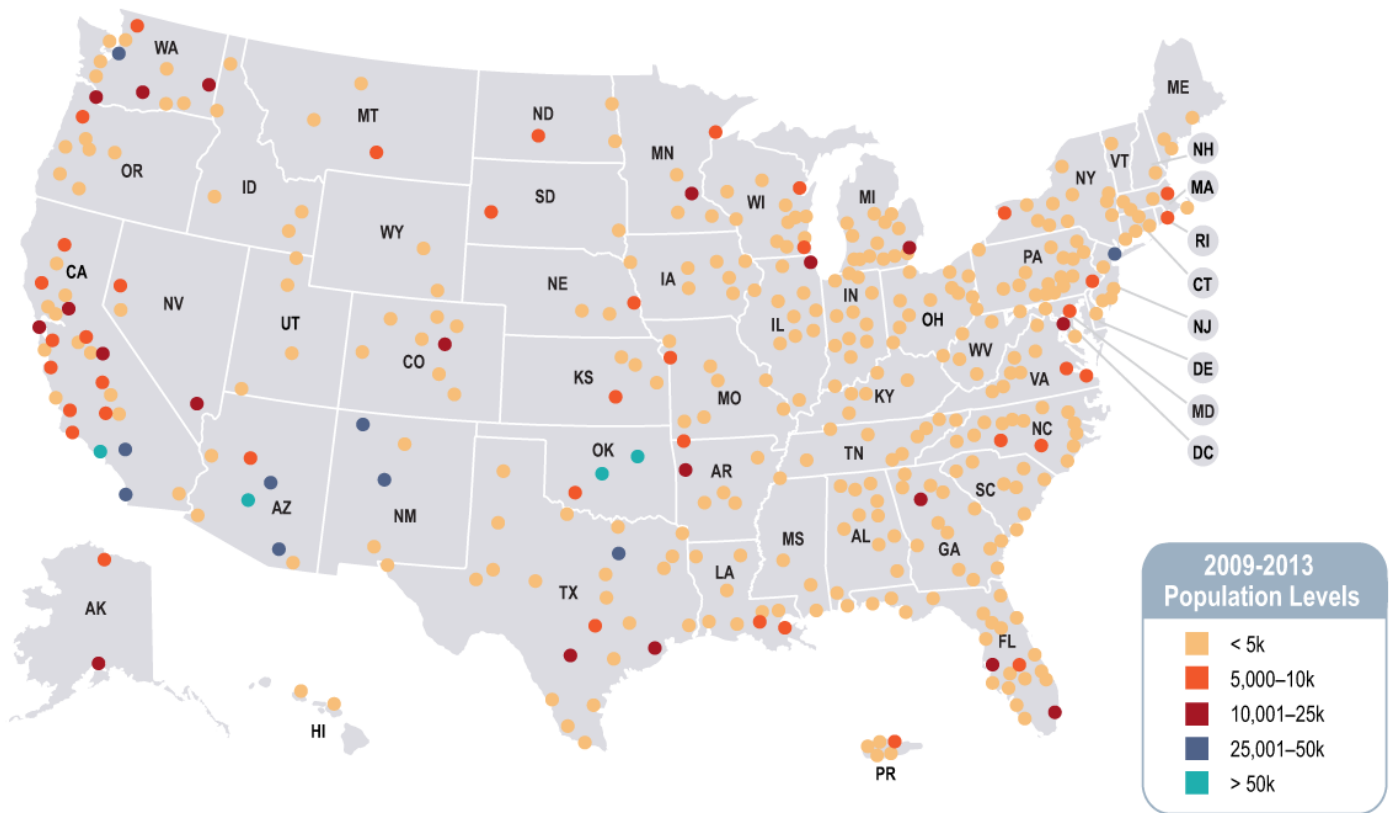 WA
ME
MT
ND
MN
VT
NH
OR
ID
SD
WI
MI
NY
MA
WY
RI
CA
IA
PA
NE
CT
NV
IN
UT
IL
OH
NJ
CO
WV
DE
KS
VA
MO
KY
MD
NC
OK
TN
DC
AR
SC
AZ
NM
MS
AL
GA
LA
TX
AK
FL
HI
PR
2009-2013
Population Levels
< 5k
5,000–10k
10,001–25k
25,001–50k
> 50k